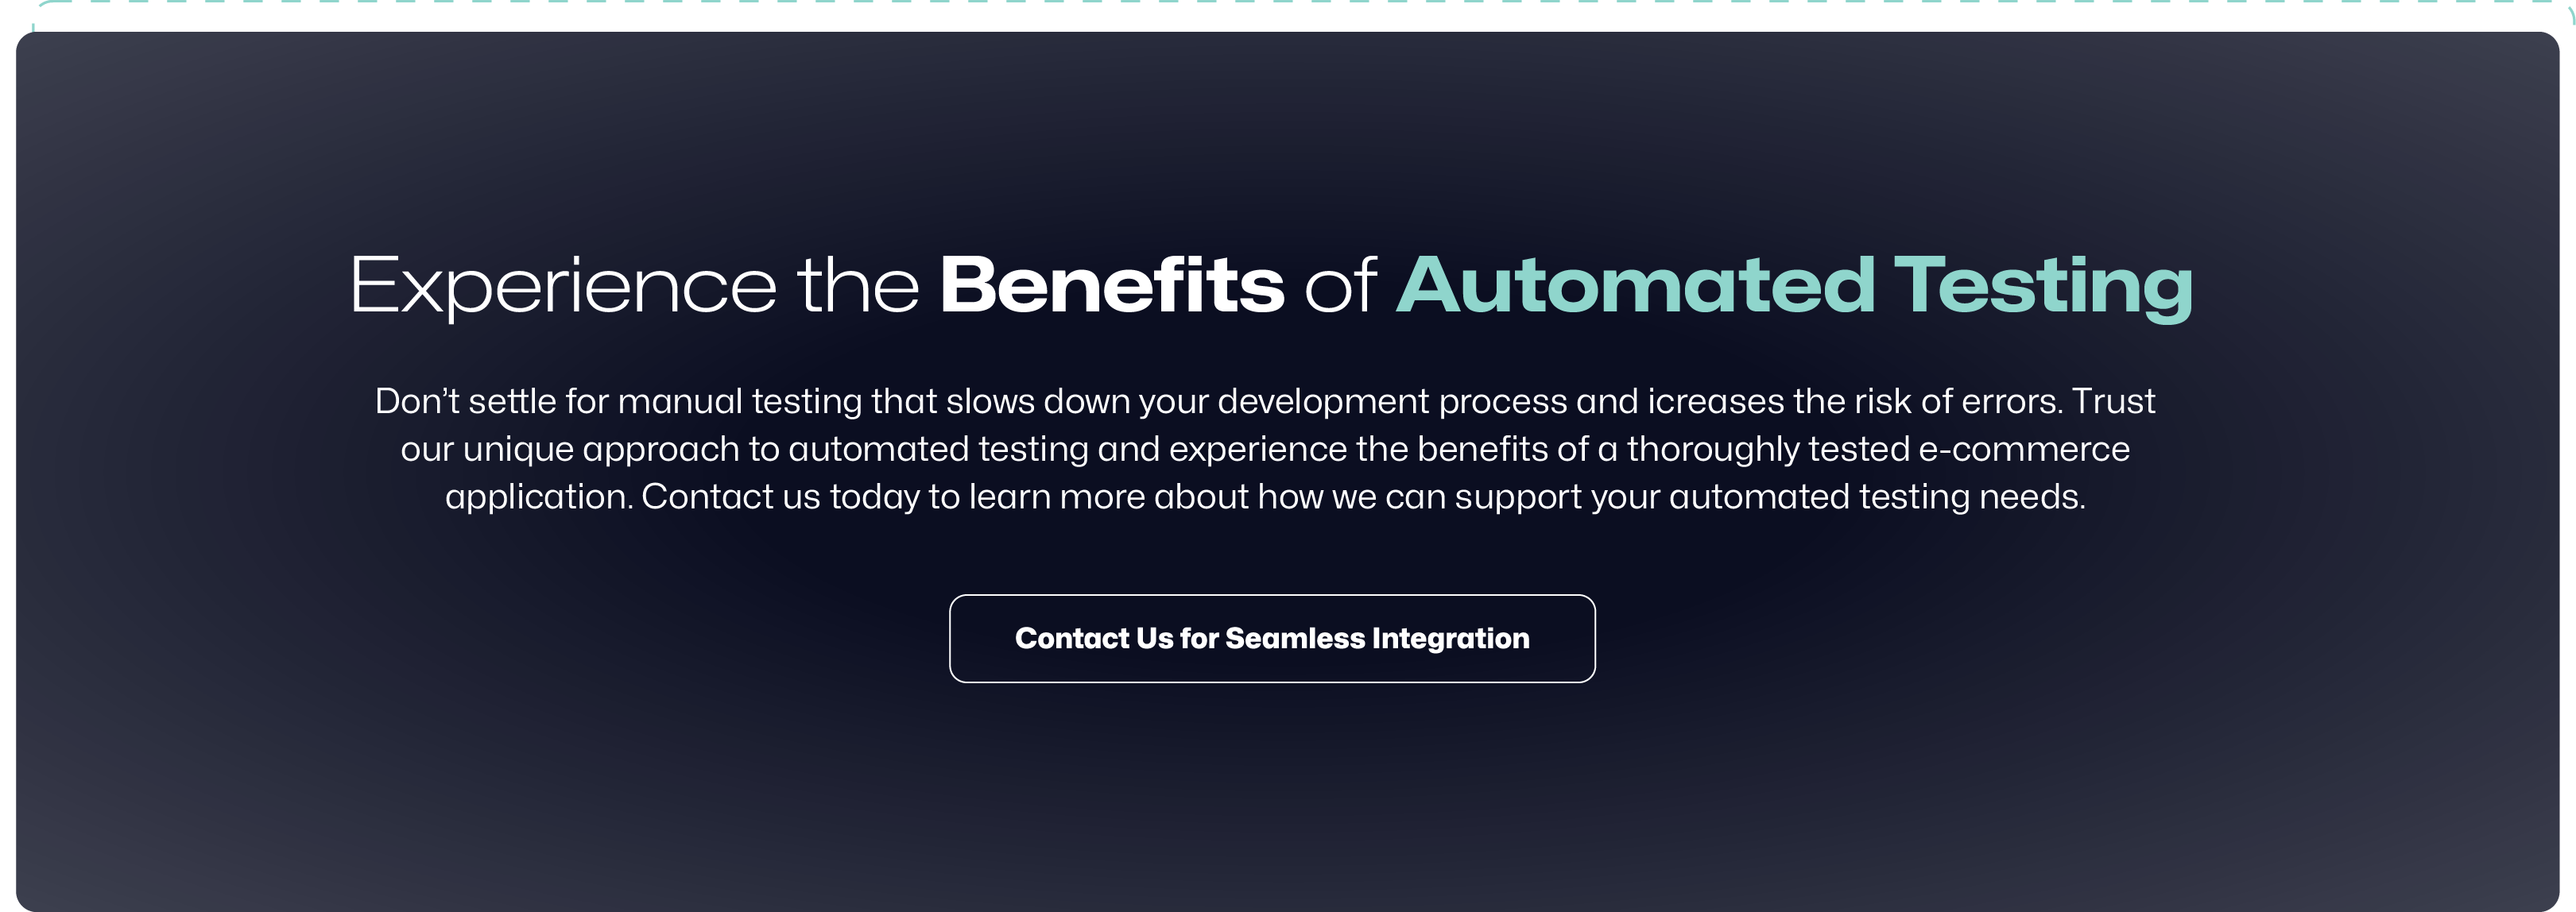 Experience the Benefits of Automated Testing
Don’t settle for manual testing that slows down your development process and icreases the risk of errors. Trust
our unique approach to automated testing and experience the benefits of a thoroughly tested e-commerce
application. Contact us today to learn more about how we can support your automated testing needs.
Contact Us for Seamless Integration